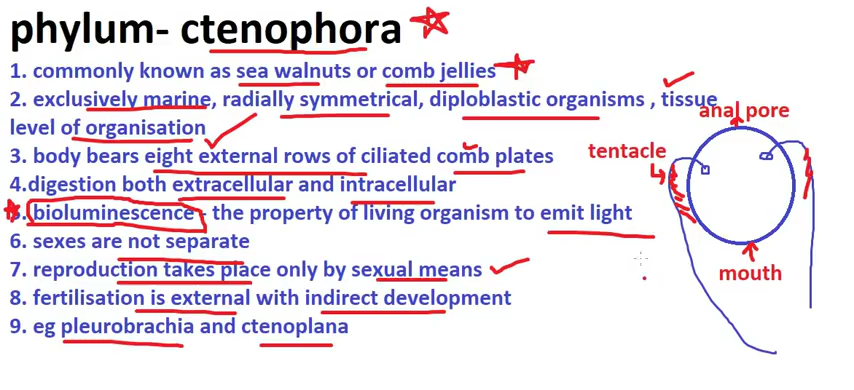 phylum- ctenophora
1. commonly known as sea walnuts or comb jellies
2. exclusively marine, radially symmetrical, diploblastic organisms , tissue
level of organisation
3. body bears eight external rows of ciliated comb plates
4.digestion both extracellular and intracellular
5. bioluminescence - the property of living organism to emit light
6. sexes are not separate
7. reproduction takes place only by sexual means
8. fertilisation is external with indirect development
9. eg pleurobrachia and ctenoplana
anal pore
tentacle
mouth